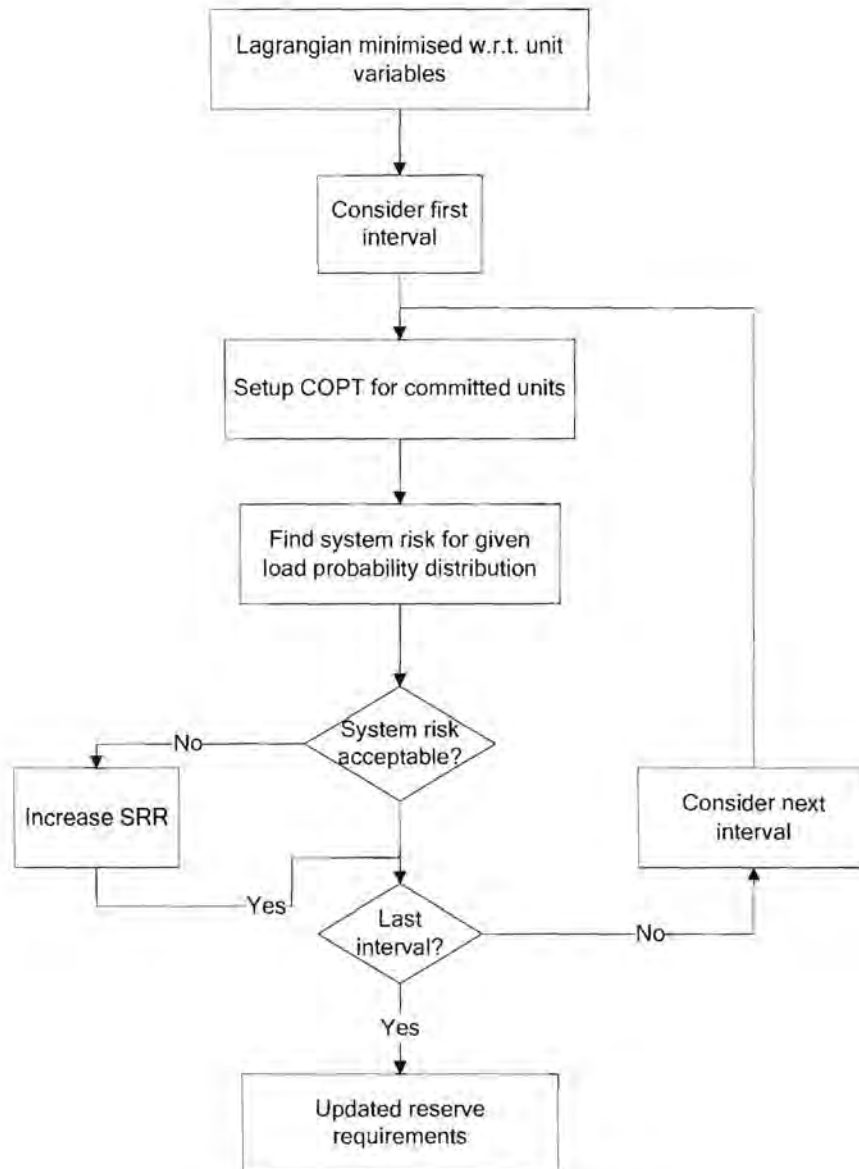 Lagrangian minimised w.r.t. unit
variables
Consider first
interval
Setup COPT for committed units
Find system risk for given
load probability distribution
System risk
acceptable?
No
Increase SRR
Yes
Consider next
interval
Last
interval?
No
Yes
Updated reserve
requirements